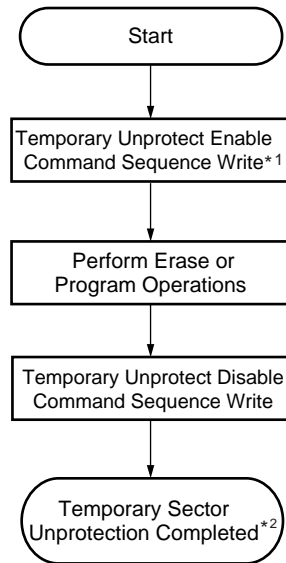 Start
Temporary Unprotect Enable
Command Sequence Write*1
Perform Erase or
Program Operations
Temporary Unprotect Disable
Command Sequence Write
Temporary Sector
Unprotection Completed*2